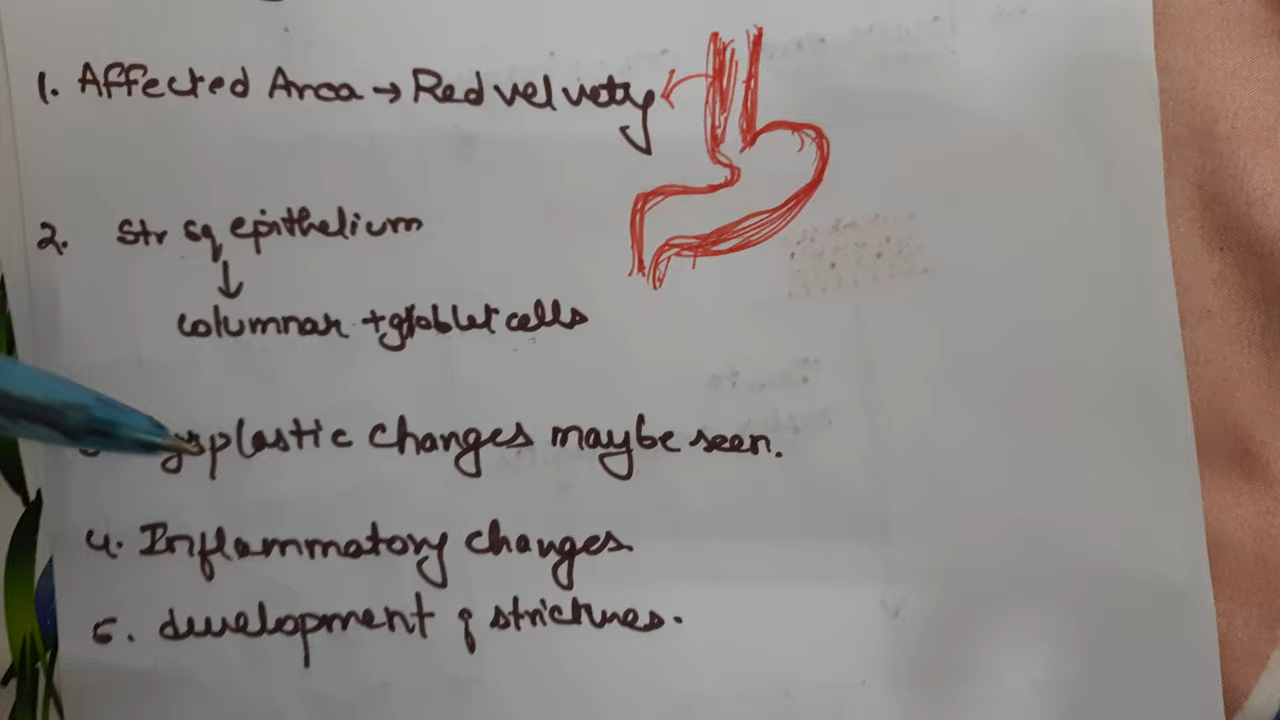 1. Affected Area → Red velvety
2. Str sq epithelium
↓
columnar + goblet cells
changes maybe seen.
4. Inflammatory changes.
5. development of strictures.